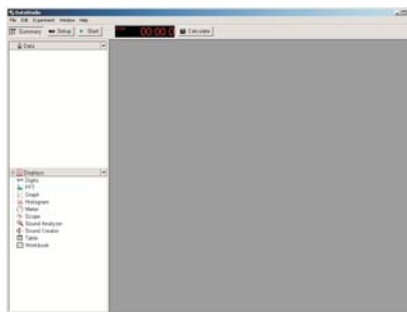 DataStudio
File Edit Experiment Window Help
Summary Setup Start 00:00.0 Calculate
Data
Displays
Digits
FFT
Graph
Histogram
Meter
Scope
Sound Analyzer
Sound Creator
Table
Workbook